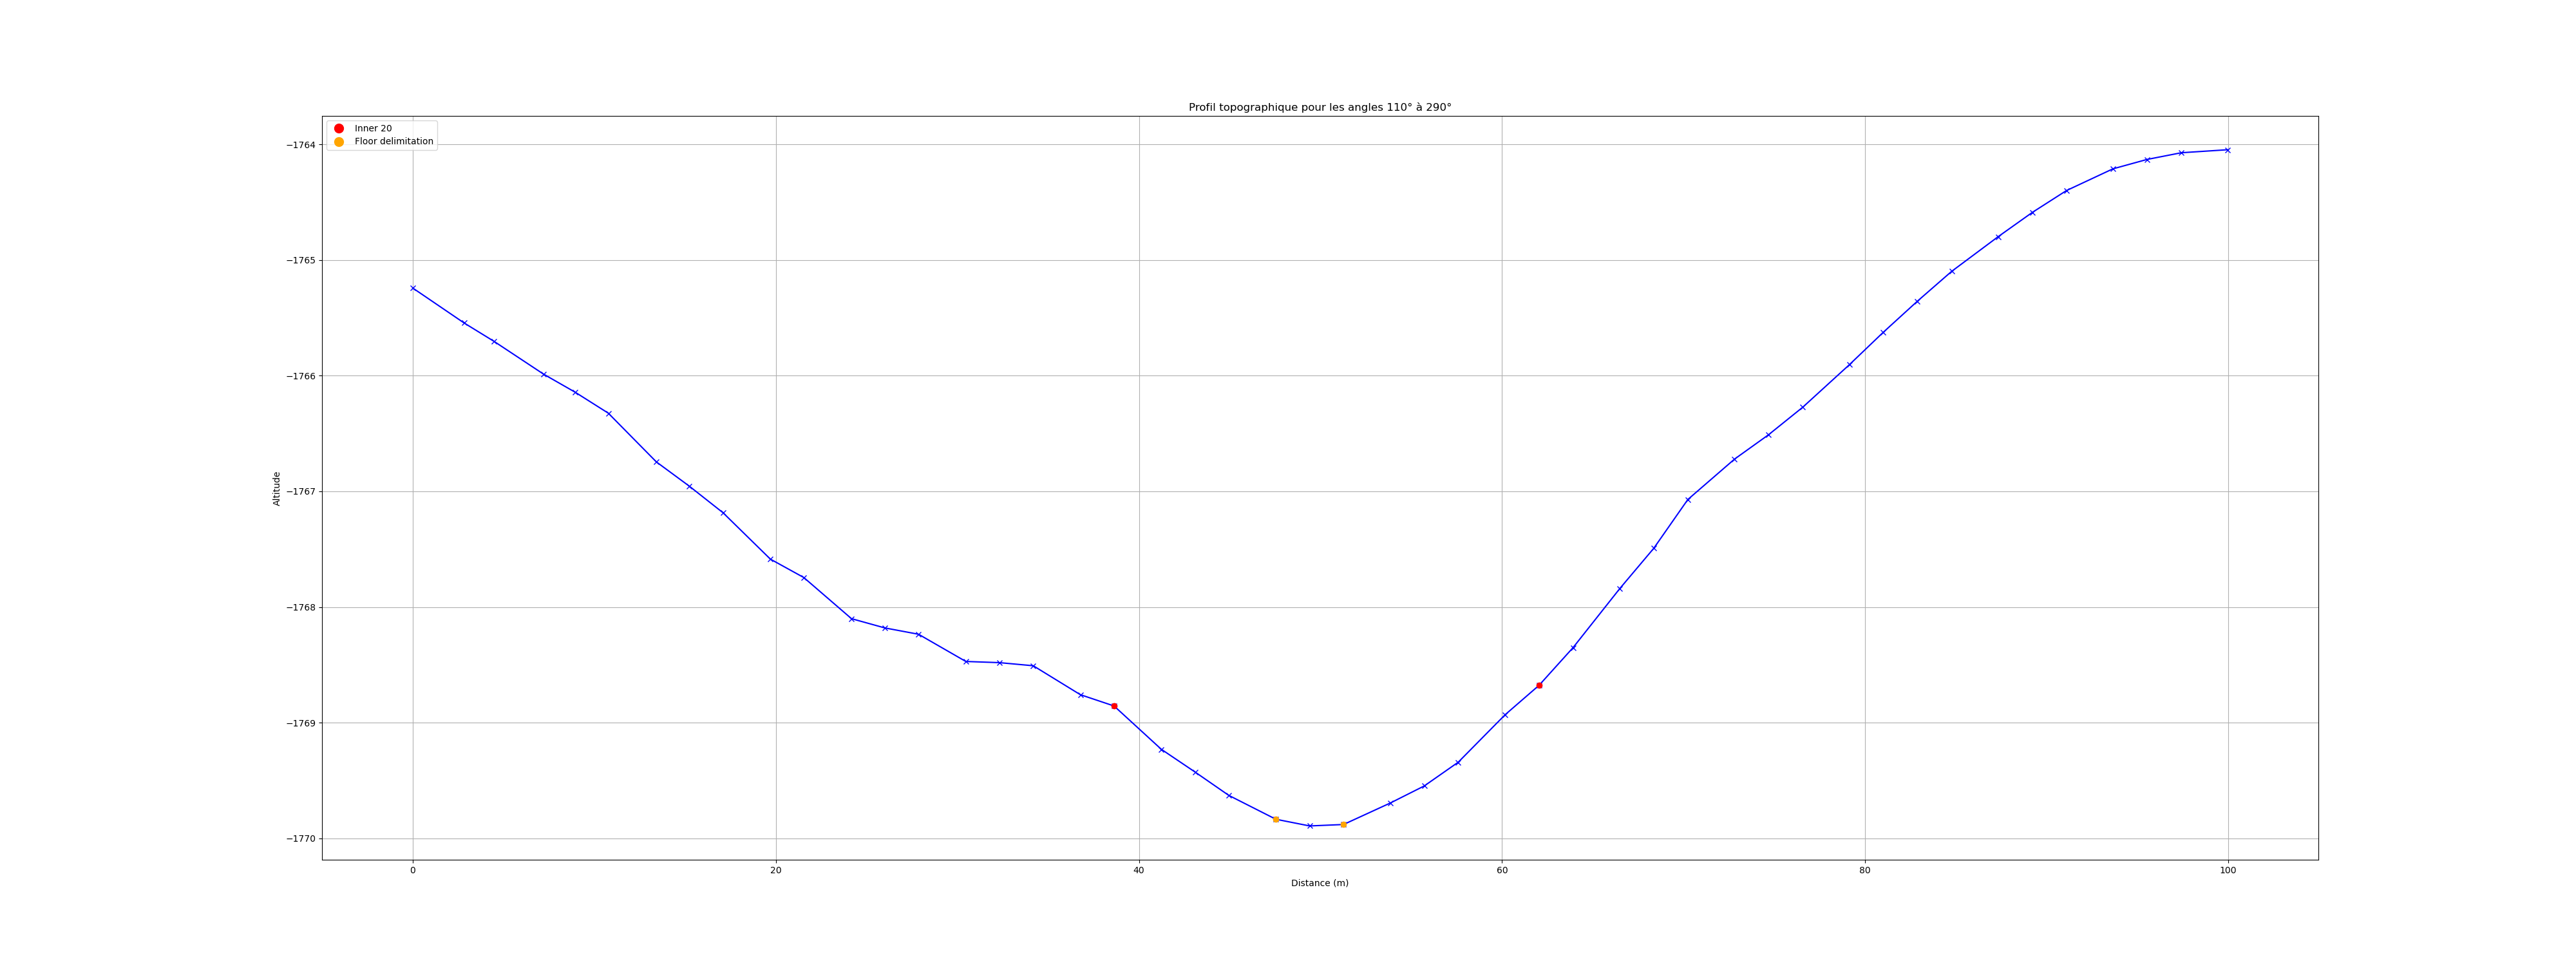 Profil topographique pour les angles 110° à 290°
Inner 20
Floor delimitation
−1764
−1765
−1766
−1767
−1768
−1769
−1770
Altitude
0 20 40 60 80 100
Distance (m)